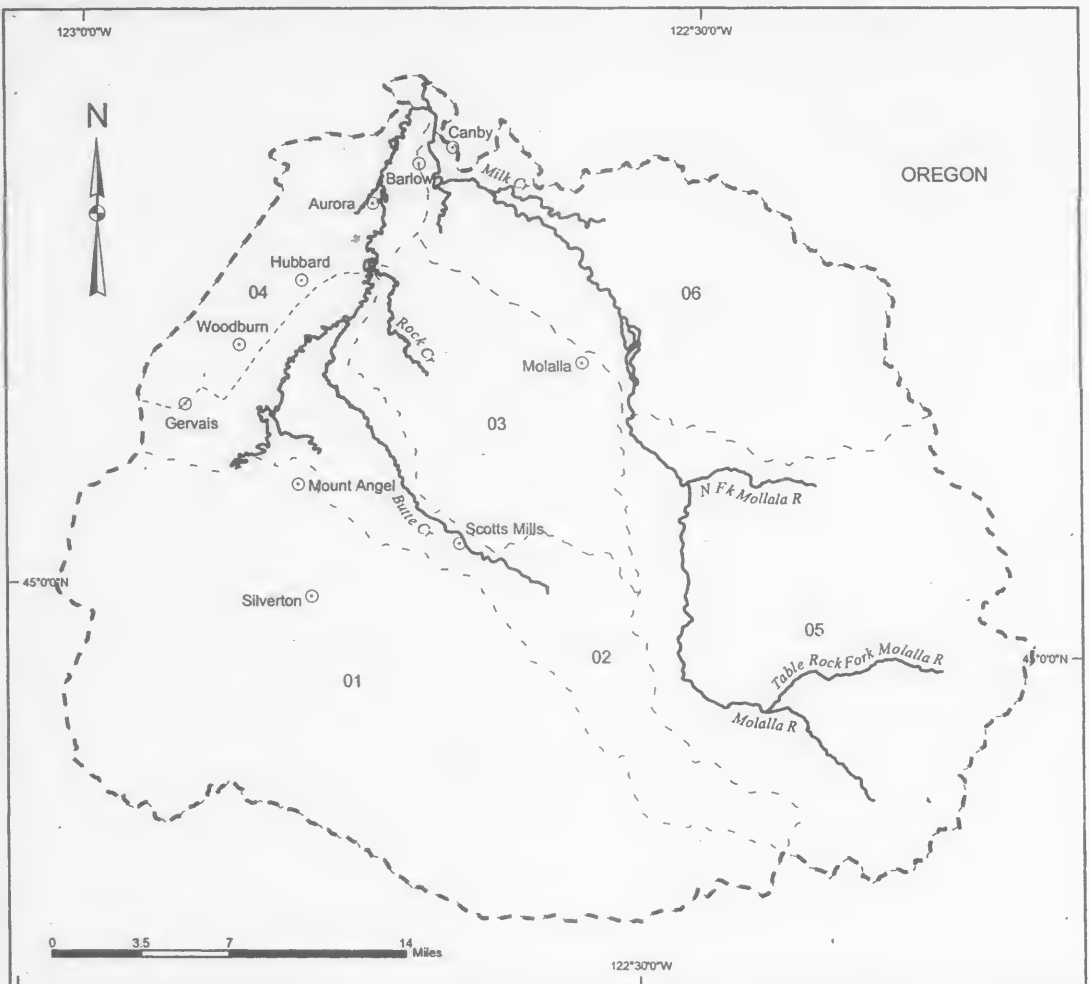 123°0'0"W
122°30'0"W
N
OREGON
Canby
Barlow
Milk Cr
Aurora
Hubbard
04
06
Woodburn
Rock Cr
Molalla
Gervais
03
Mount Angel
N Fk Mollala R
Butte Cr
Scotts Mills
45°0'0"N
Silverton
05
02
01
Table Rock Fork Molalla R
45°0'0"N
Molalla R
0 3.5 7 14 Miles
122°30'0"W